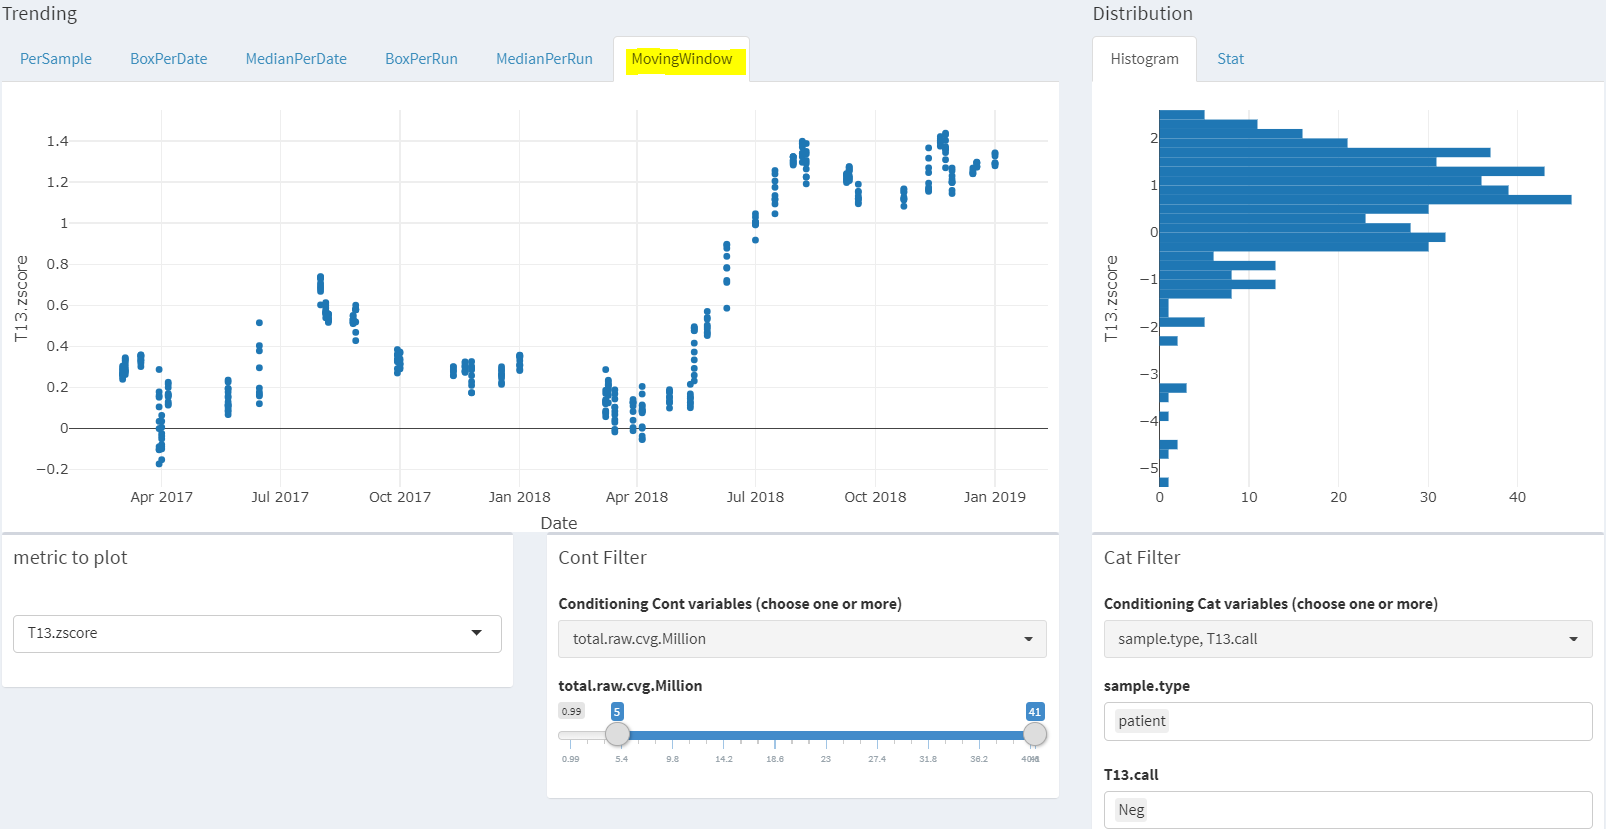 Trending
PerSample BoxPerDate MedianPerDate BoxPerRun MedianPerRun MovingWindow
1.4
1.2
1
0.8
0.6
0.4
0.2
0
−0.2
T13.zscore
Apr 2017 Jul 2017 Oct 2017 Jan 2018 Apr 2018 Jul 2018 Oct 2018 Jan 2019
Date
Distribution
Histogram Stat
2
1
0
−1
−2
−3
−4
−5
T13.zscore
0 10 20 30 40
metric to plot
T13.zscore
Cont Filter
Conditioning Cont variables (choose one or more)
total.raw.cvg.Million
total.raw.cvg.Million
0.99 5 41
0.99 5.4 9.8 14.2 18.6 23 27.4 31.8 36.2
Cat Filter
Conditioning Cat variables (choose one or more)
sample.type, T13.call
sample.type
patient
T13.call
Neg